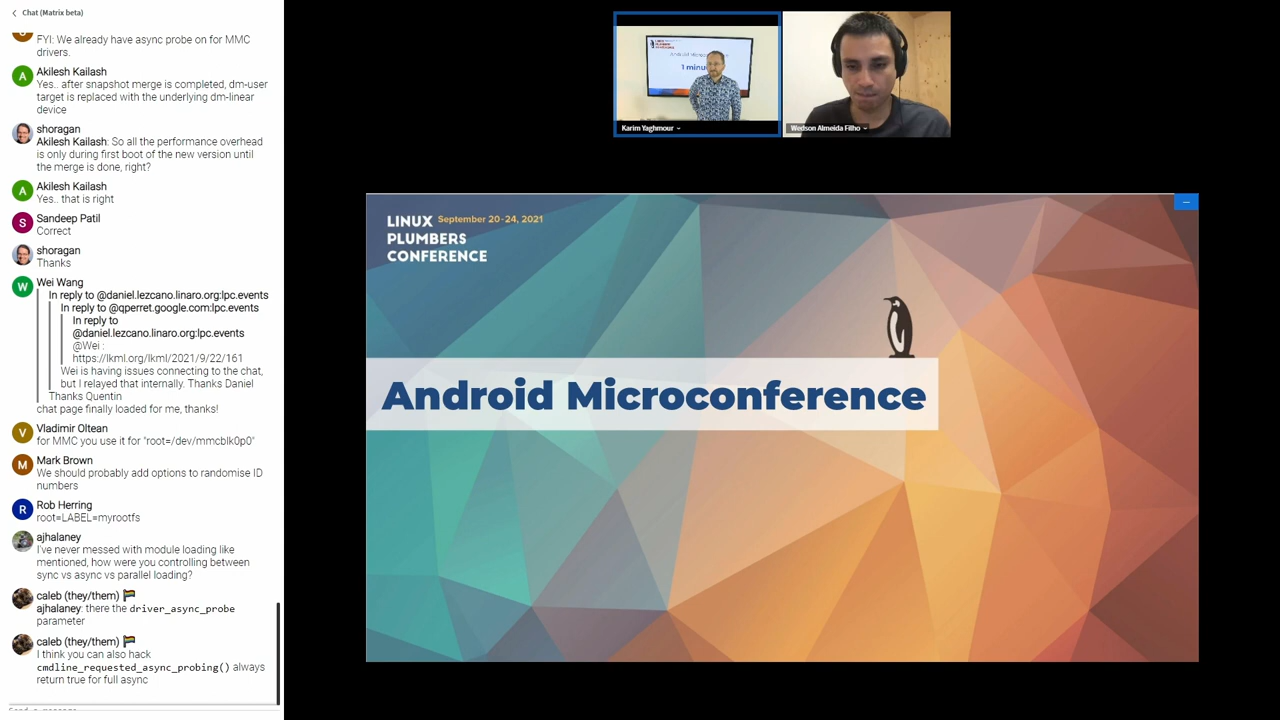 Chat (Matrix beta)
FYI: We already have async probe on for MMC
drivers.
A
Akilesh Kailash
Yes.. after snapshot merge is completed, dm-user
target is replaced with the underlying dm-linear
device
shoragan
Akilesh Kailash: So all the performance overhead
is only during first boot of the new version until
the merge is done, right?
A
Akilesh Kailash
Yes.. that is right
S
Sandeep Patil
Correct
shoragan
Thanks
W
Wei Wang
In reply to @daniel.lezcano.linaro.org:lpc.events
In reply to @qperret.google.com:lpc.events
In reply to
@daniel.lezcano.linaro.org:lpc.events
@Wei :
https://lkml.org/lkml/2021/9/22/161
Wei is having issues connecting to the chat,
but I relayed that internally. Thanks Daniel
Thanks Quentin
chat page finally loaded for me, thanks!
V
Vladimir Oltean
for MMC you use it for "root=/dev/mmcblk0p0"
M
Mark Brown
We should probably add options to randomise ID
numbers
R
Rob Herring
root=LABEL=myrootfs
ajhalaney
I've never messed with module loading like
mentioned, how were you controlling between
sync vs async vs parallel loading?
caleb (they/them)
ajhalaney: there the driver_async_probe
parameter
caleb (they/them)
I think you can also hack
cmdline_requested_async_probing() always
return true for full async
Android Microconference
1 minu
Karim Yaghmour
Wedson Almeida Filho
LINUX September 20-24, 2021
PLUMBERS
CONFERENCE
Android Microconference